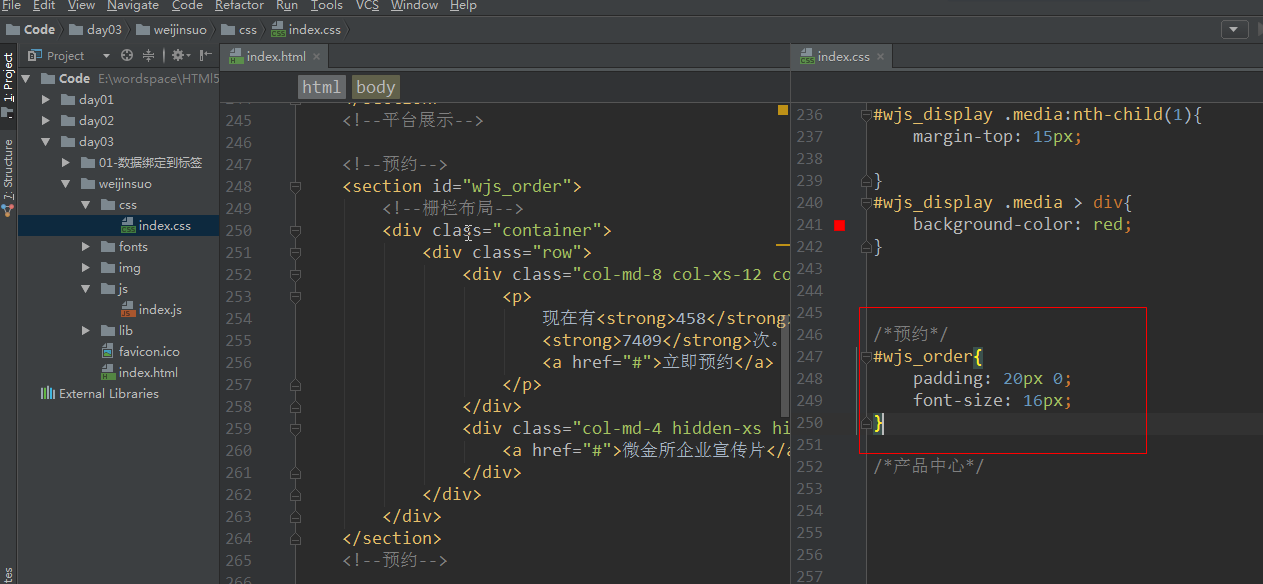 File Edit View Navigate Code Refactor Run Tools VCS Window Help
Code day03 weijinsuo css index.css
1: Project
7: Structure
Project
Code E:\wordspace\HTMl5
day01
day02
day03
01-数据绑定到标签
weijinsuo
css
index.css
fonts
img
js
index.js
lib
favicon.ico
index.html
External Libraries
index.html
html body
245 <!--平台展示-->
246
247 <!--预约-->
248 <section id="wjs_order">
249 <!--栅栏布局-->
250 <div class="container">
251 <div class="row">
252 <div class="col-md-8 col-xs-12 co
253 <p>
254 现在有<strong>458</strong>
255 <strong>7409</strong>次。
256 <a href="#">立即预约</a>
257 </p>
258 </div>
259 <div class="col-md-4 hidden-xs hi
260 <a href="#">微金所企业宣传片</a
261 </div>
262 </div>
263 </div>
264 </section>
265 <!--预约-->
266
index.css
236 #wjs_display .media:nth-child(1){
237 margin-top: 15px;
238
239 }
240 #wjs_display .media > div{
241 background-color: red;
242 }
243
244
245
246 /*预约*/
247 #wjs_order{
248 padding: 20px 0;
249 font-size: 16px;
250 }
251
252 /*产品中心*/
253
254
255
256
257